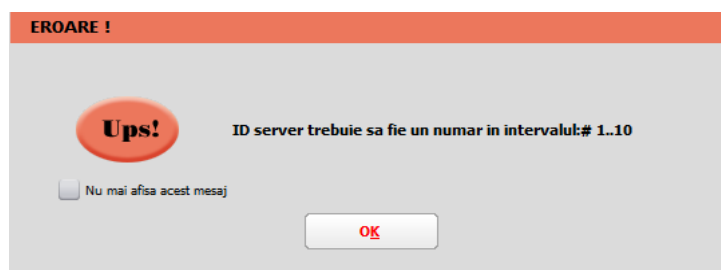 EROARE !
Ups!
ID server trebuie sa fie un numar in intervalul:# 1..10
Nu mai afisa acest mesaj
OK